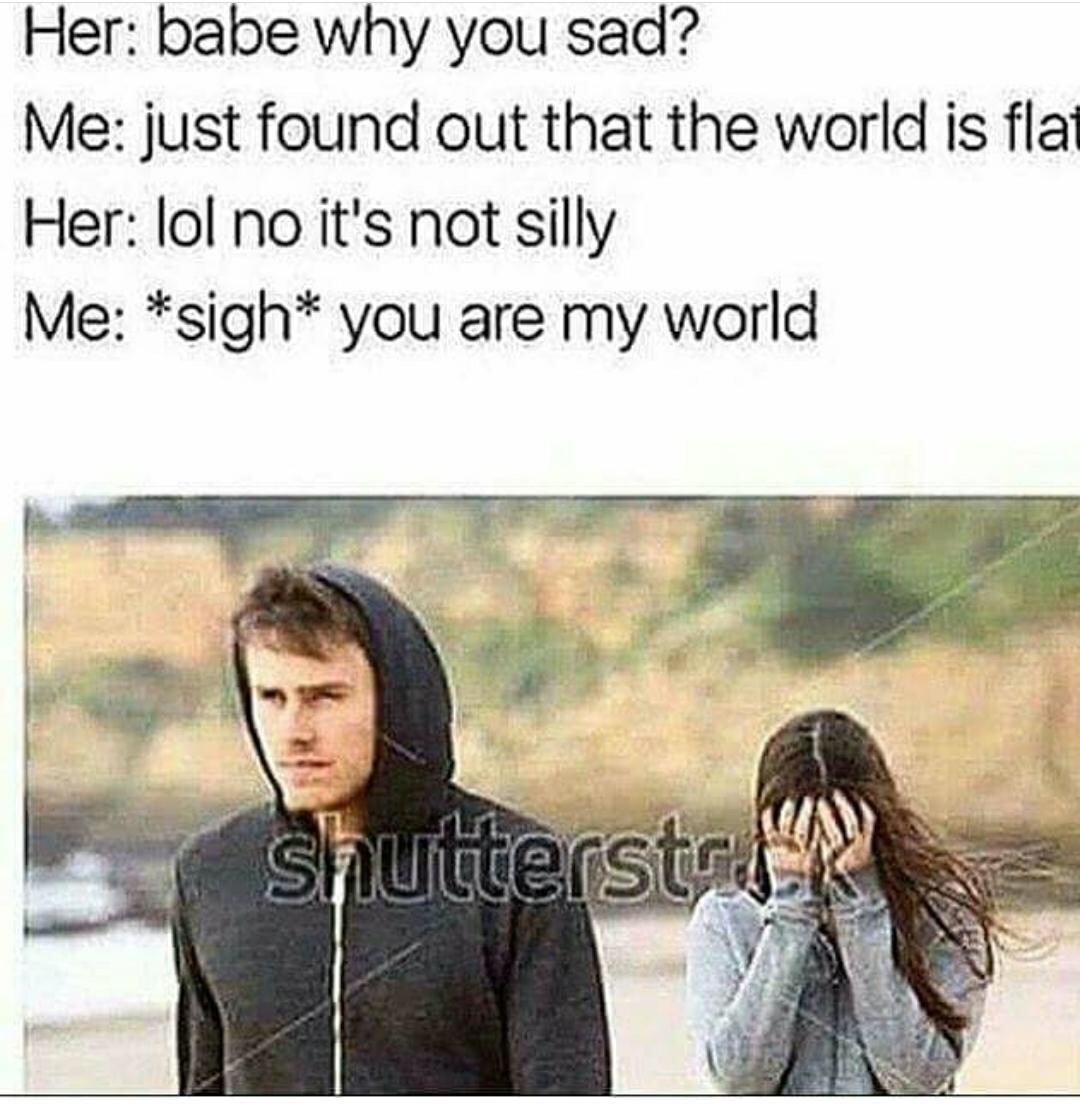 Her: babe why you sad?
Me: just found out that the world is flat
Her: lol no it's not silly
Me: *sigh* you are my world
shutterst